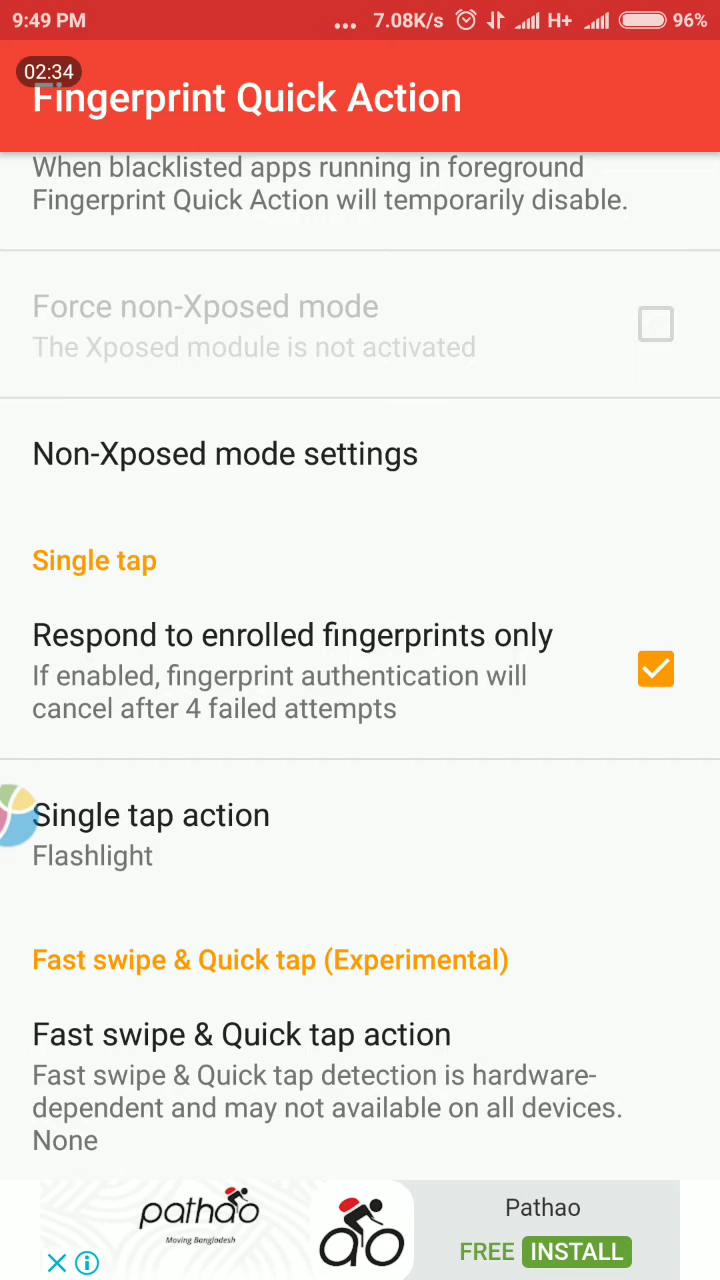 9:49 PM
... 7.08K/s H+ 96%
02:34
Fingerprint Quick Action
When blacklisted apps running in foreground
Fingerprint Quick Action will temporarily disable.
Force non-Xposed mode
The Xposed module is not activated
Non-Xposed mode settings
Single tap
Respond to enrolled fingerprints only
If enabled, fingerprint authentication will
cancel after 4 failed attempts
Single tap action
Flashlight
Fast swipe & Quick tap (Experimental)
Fast swipe & Quick tap action
Fast swipe & Quick tap detection is hardware-
dependent and may not available on all devices.
None
pathao
Moving Bangladesh
Pathao
FREE INSTALL